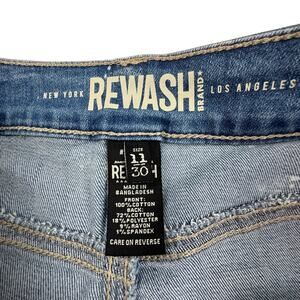 NEW YORK REWASH BRAND★ LOS ANGELES
SIZE
11
30
MADE IN
BANGLADESH
FRONT:
100%COTTON
BACK:
72%COTTON
18%POLYESTER
9%RAYON
1%SPANDEX
CARE ON REVERSE